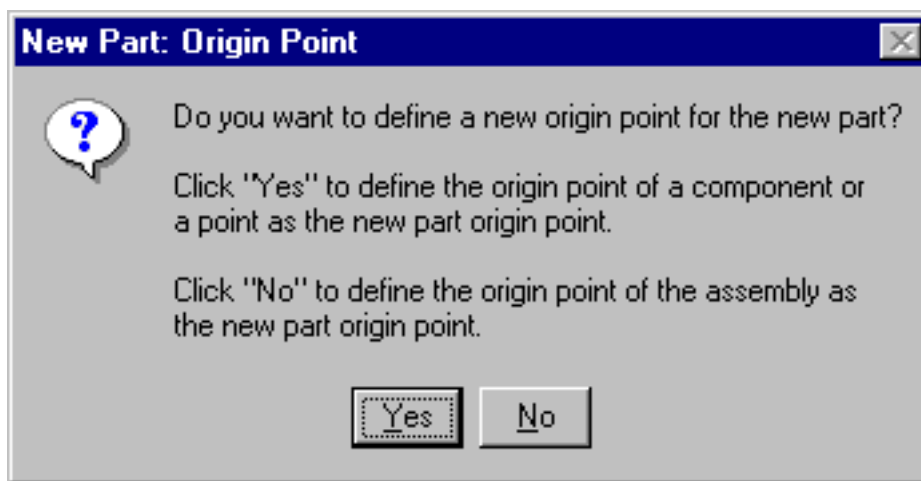 New Part: Origin Point
Do you want to define a new origin point for the new part?
Click "Yes" to define the origin point of a component or
a point as the new part origin point.
Click "No" to define the origin point of the assembly as
the new part origin point.
Yes
No